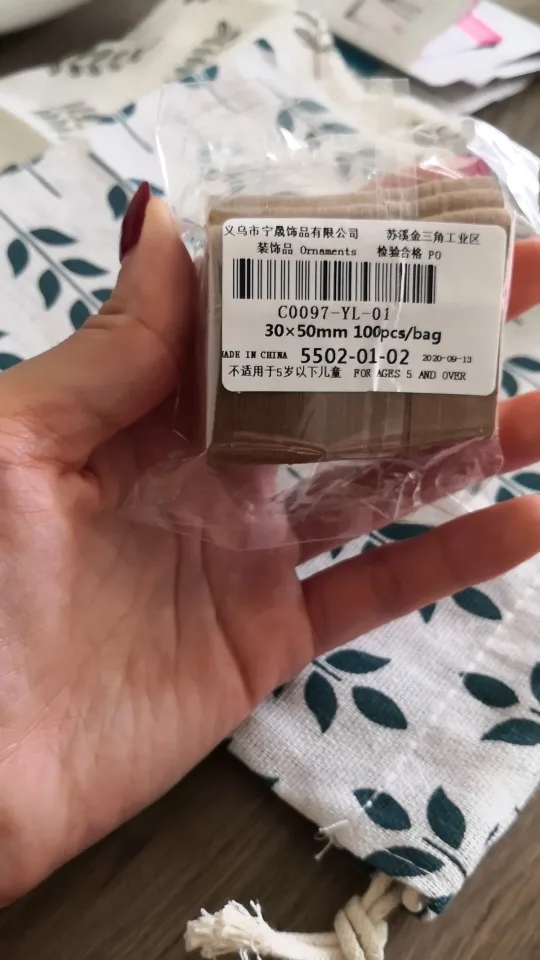 义乌市宁晟饰品有限公司 苏溪金三角工业区
装饰品 Ornaments 检验合格 PO
C0097-YL-01
30×50mm 100pcs/bag
ADE IN CHINA 5502-01-02 2020-09-13
不适用于5岁以下儿童 FOR AGES 5 AND OVER